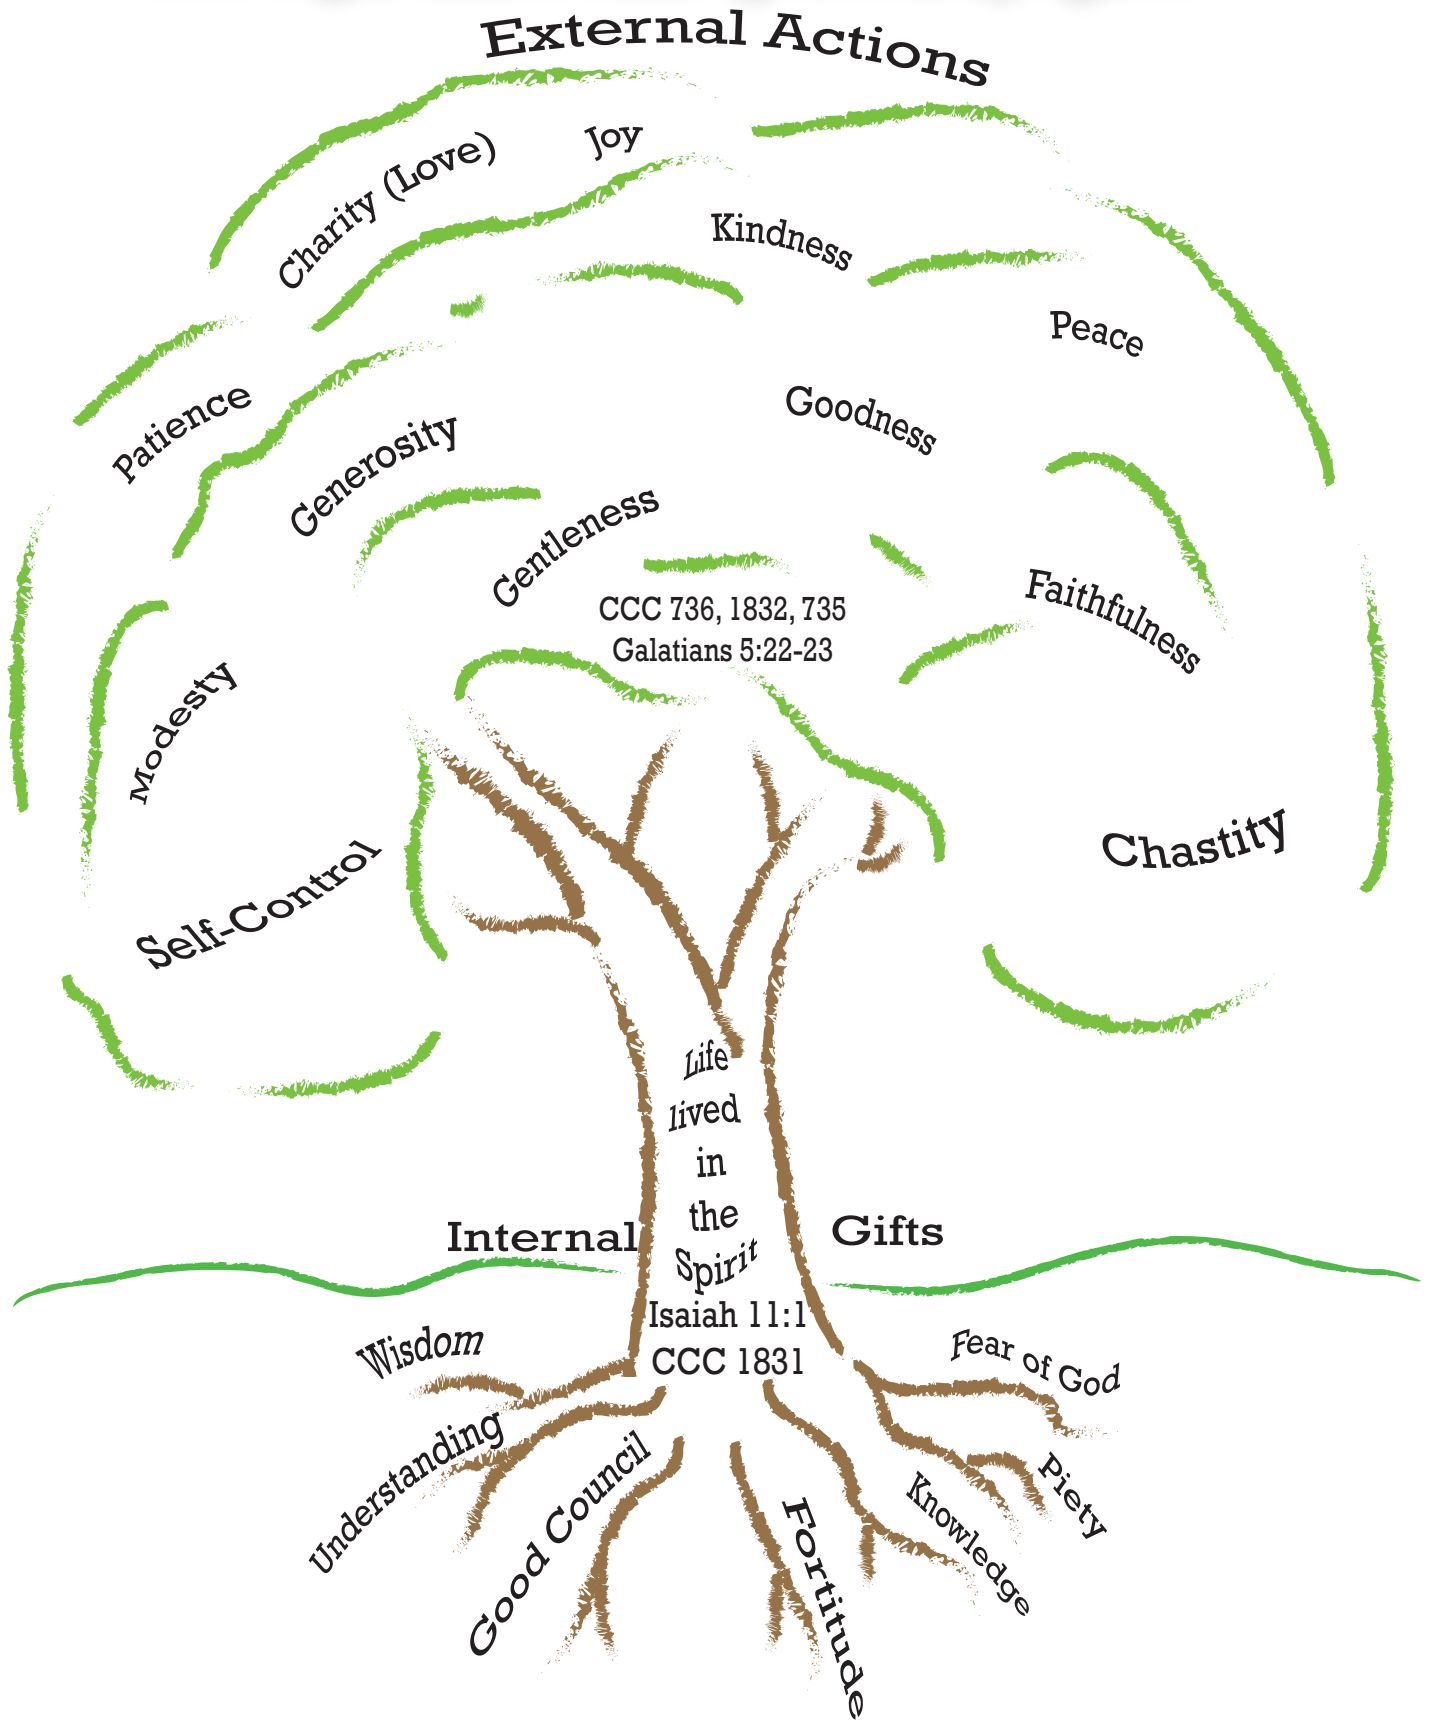 External Actions
Charity (Love)
Joy
Kindness
Peace
Patience
Generosity
Goodness
Gentleness
CCC 736, 1832, 735
Galatians 5:22-23
Faithfulness
Modesty
Self-Control
Chastity
Life
lived
in
the
Spirit
Internal Gifts
Isaiah 11:1
CCC 1831
Wisdom
Fear of God
Understanding
Good Council
Fortitude
Knowledge
Piety